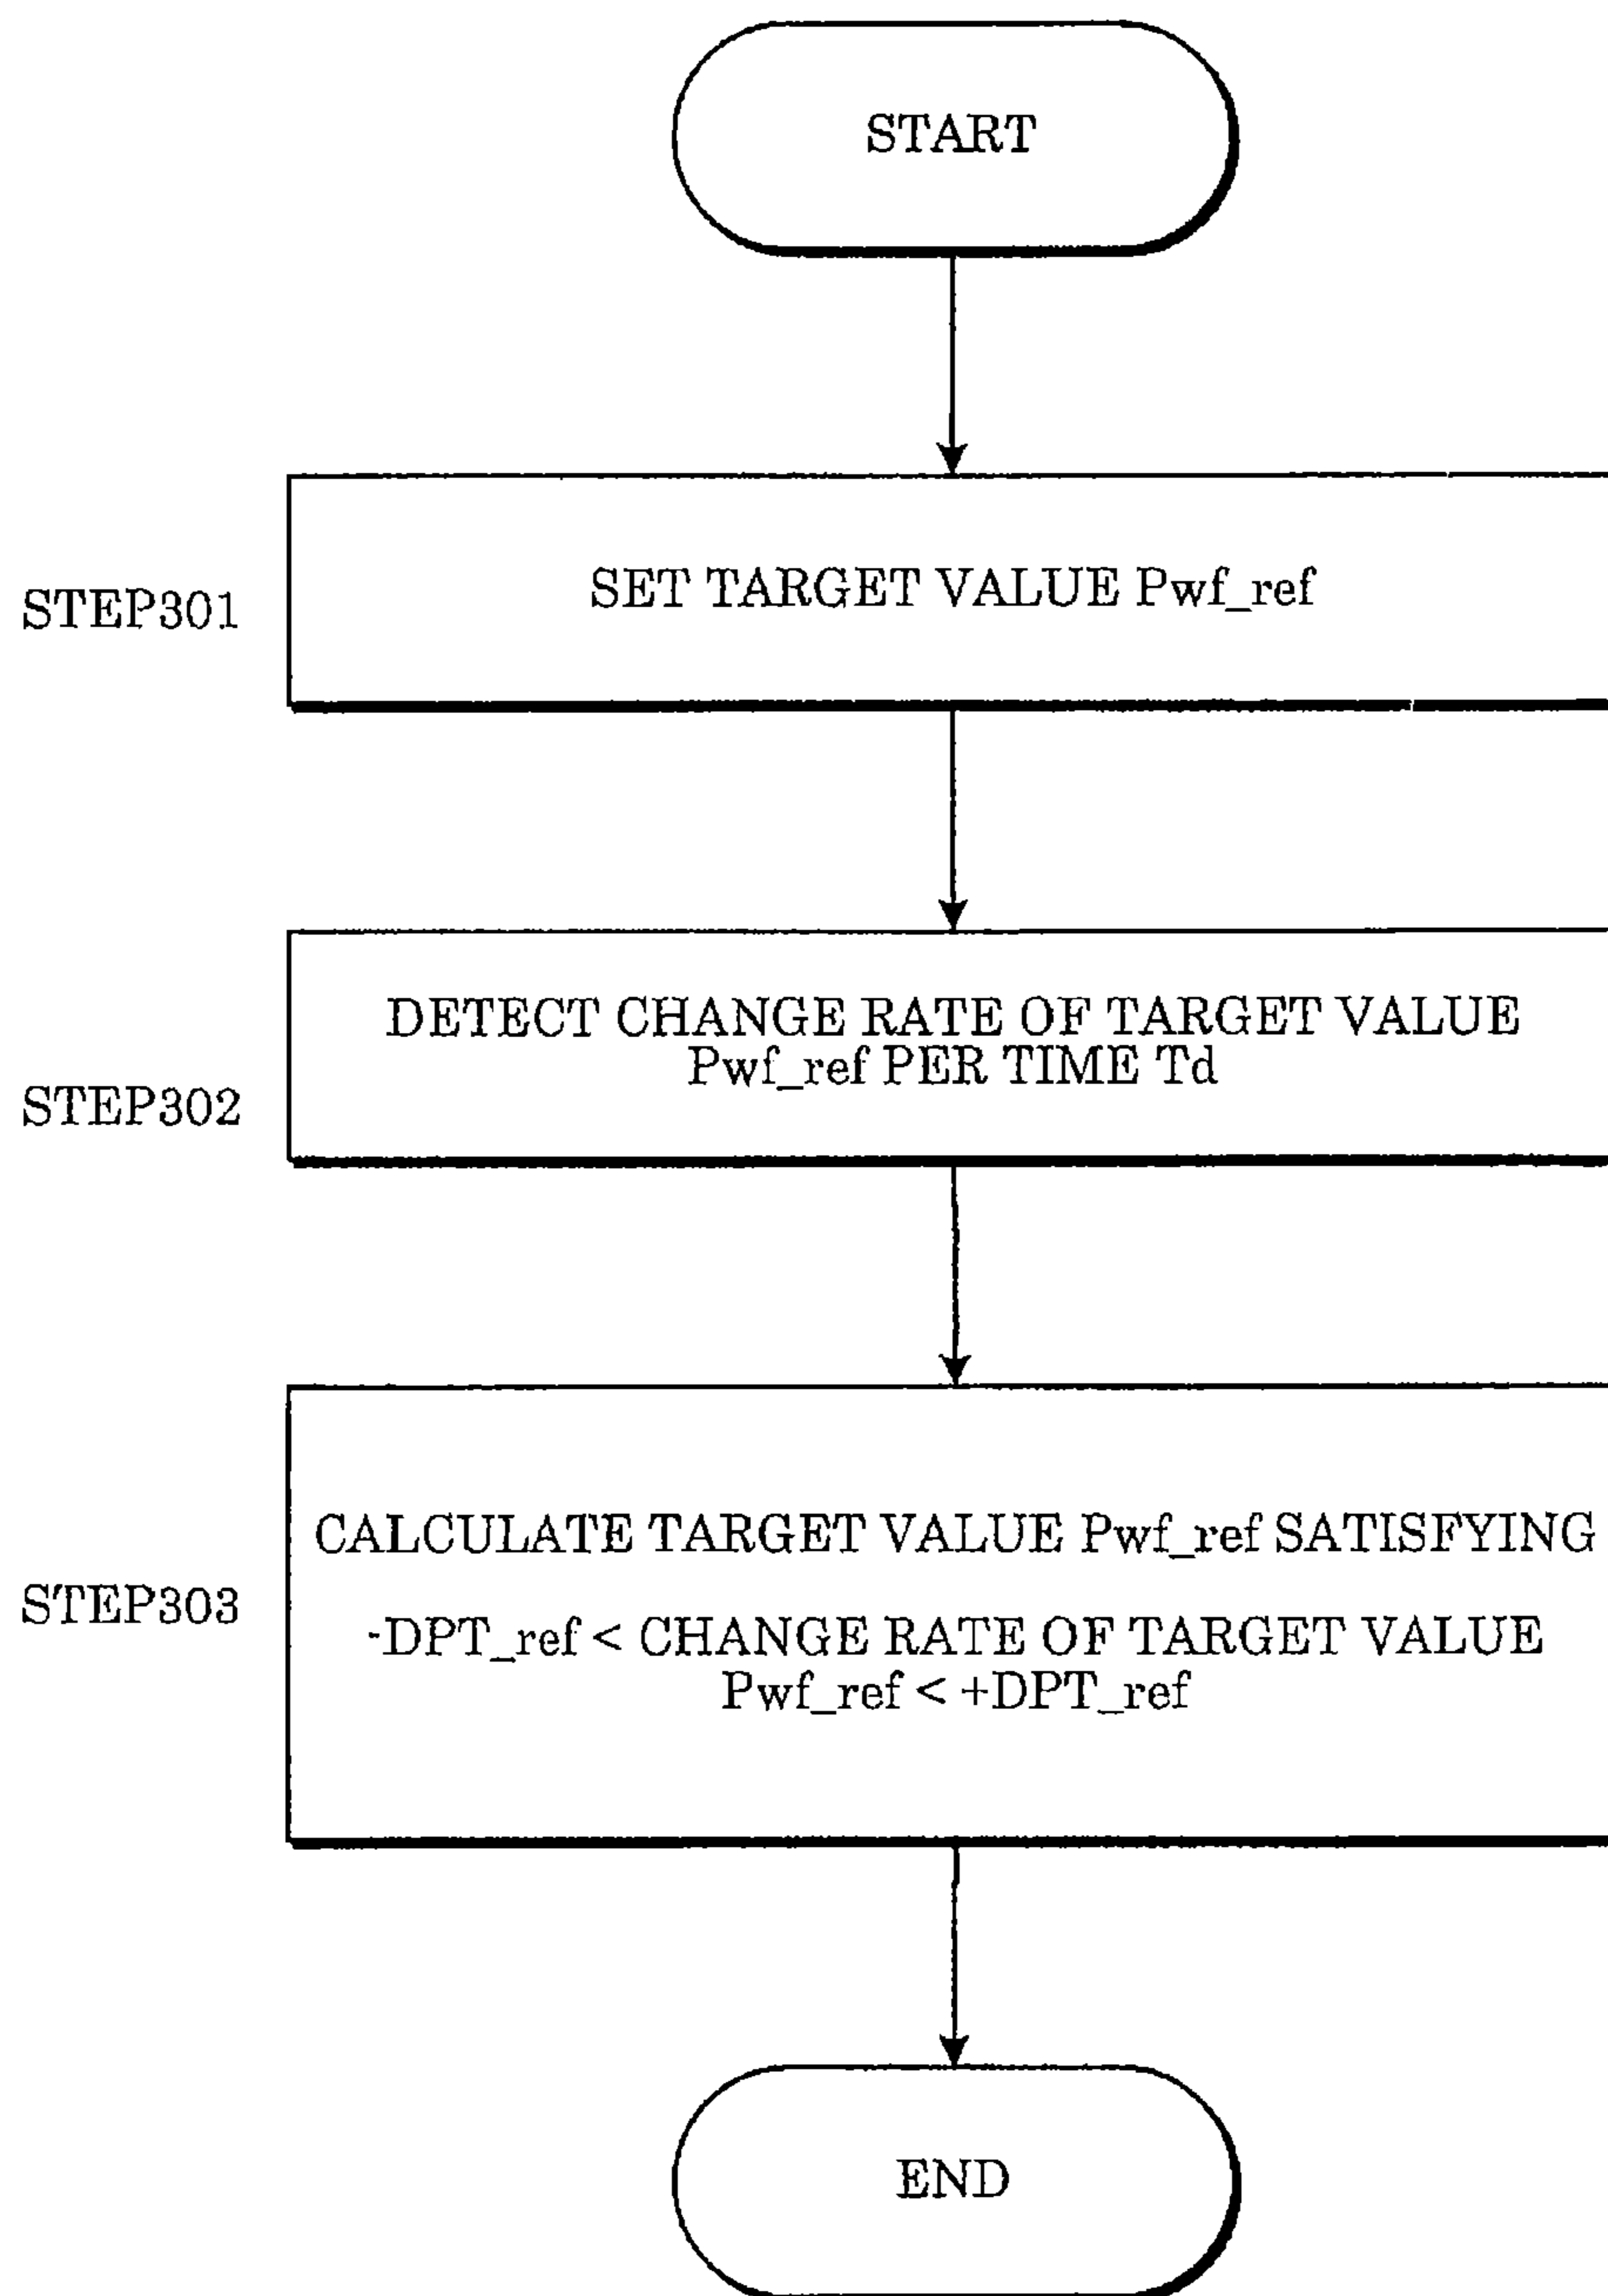 START
STEP301
SET TARGET VALUE Pwf_ref
DETECT CHANGE RATE OF TARGET VALUE
Pwf_ref PER TIME Td
STEP302
CALCULATE TARGET VALUE Pwf_ref SATISFYING
STEP303
-DPT_ref < CHANGE RATE OF TARGET VALUE
Pwf_ref < +DPT_ref
END